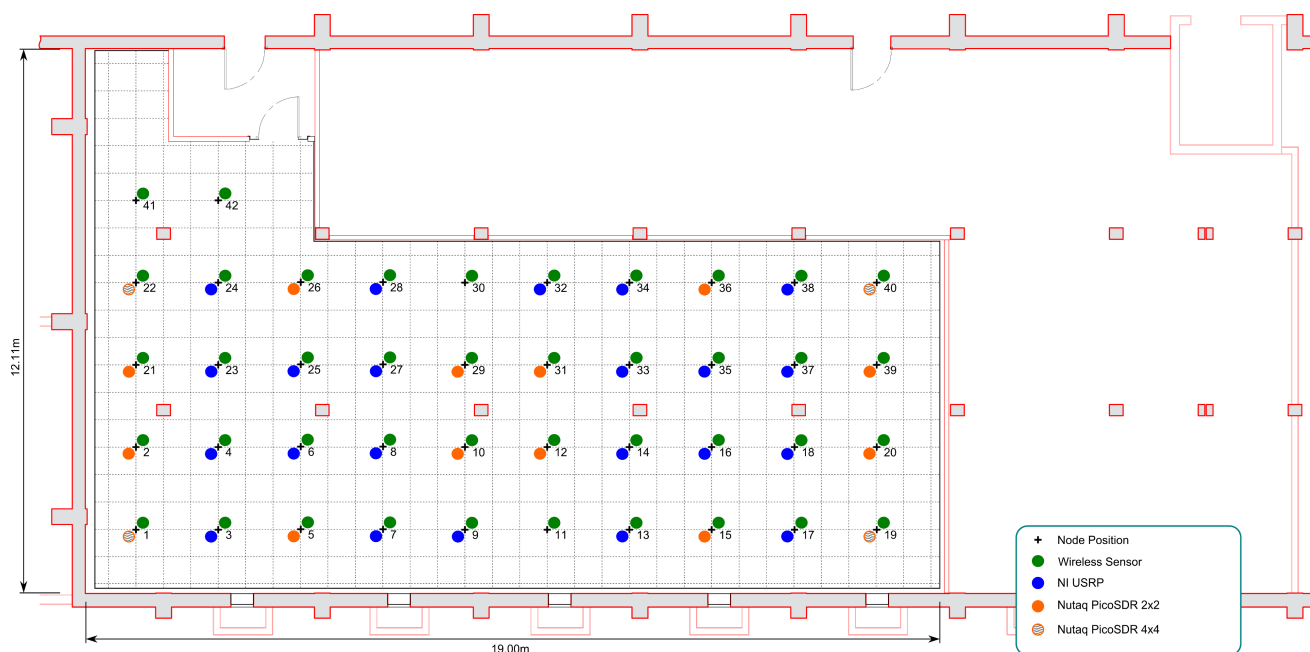 41 42
22 24 26 28 30 32 34 36 38 40
12.11m
21 23 25 27 29 31 33 35 37 39
2 4 6 8 10 12 14 16 18 20
1 3 5 7 9 11 13 15 17 19
Node Position
Wireless Sensor
NI USRP
Nutaq PicoSDR 2x2
Nutaq PicoSDR 4x4
19.00m